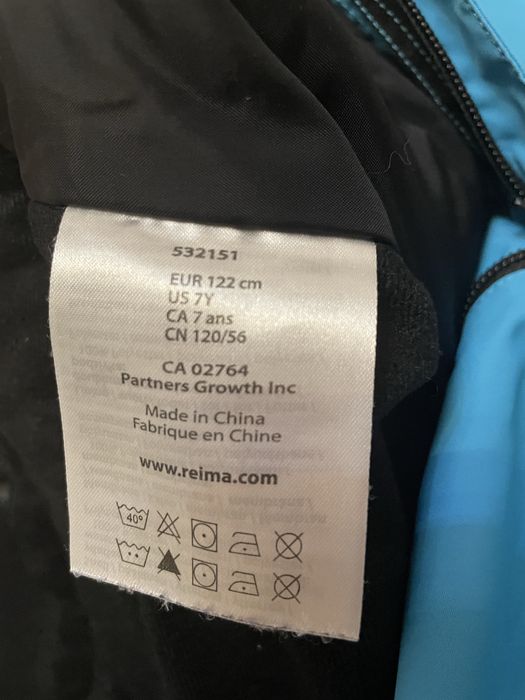 532151
EUR 122 cm
US 7Y
CA 7 ans
CN 120/56
CA 02764
Partners Growth Inc
Made in China
Fabrique en Chine
www.reima.com
40°